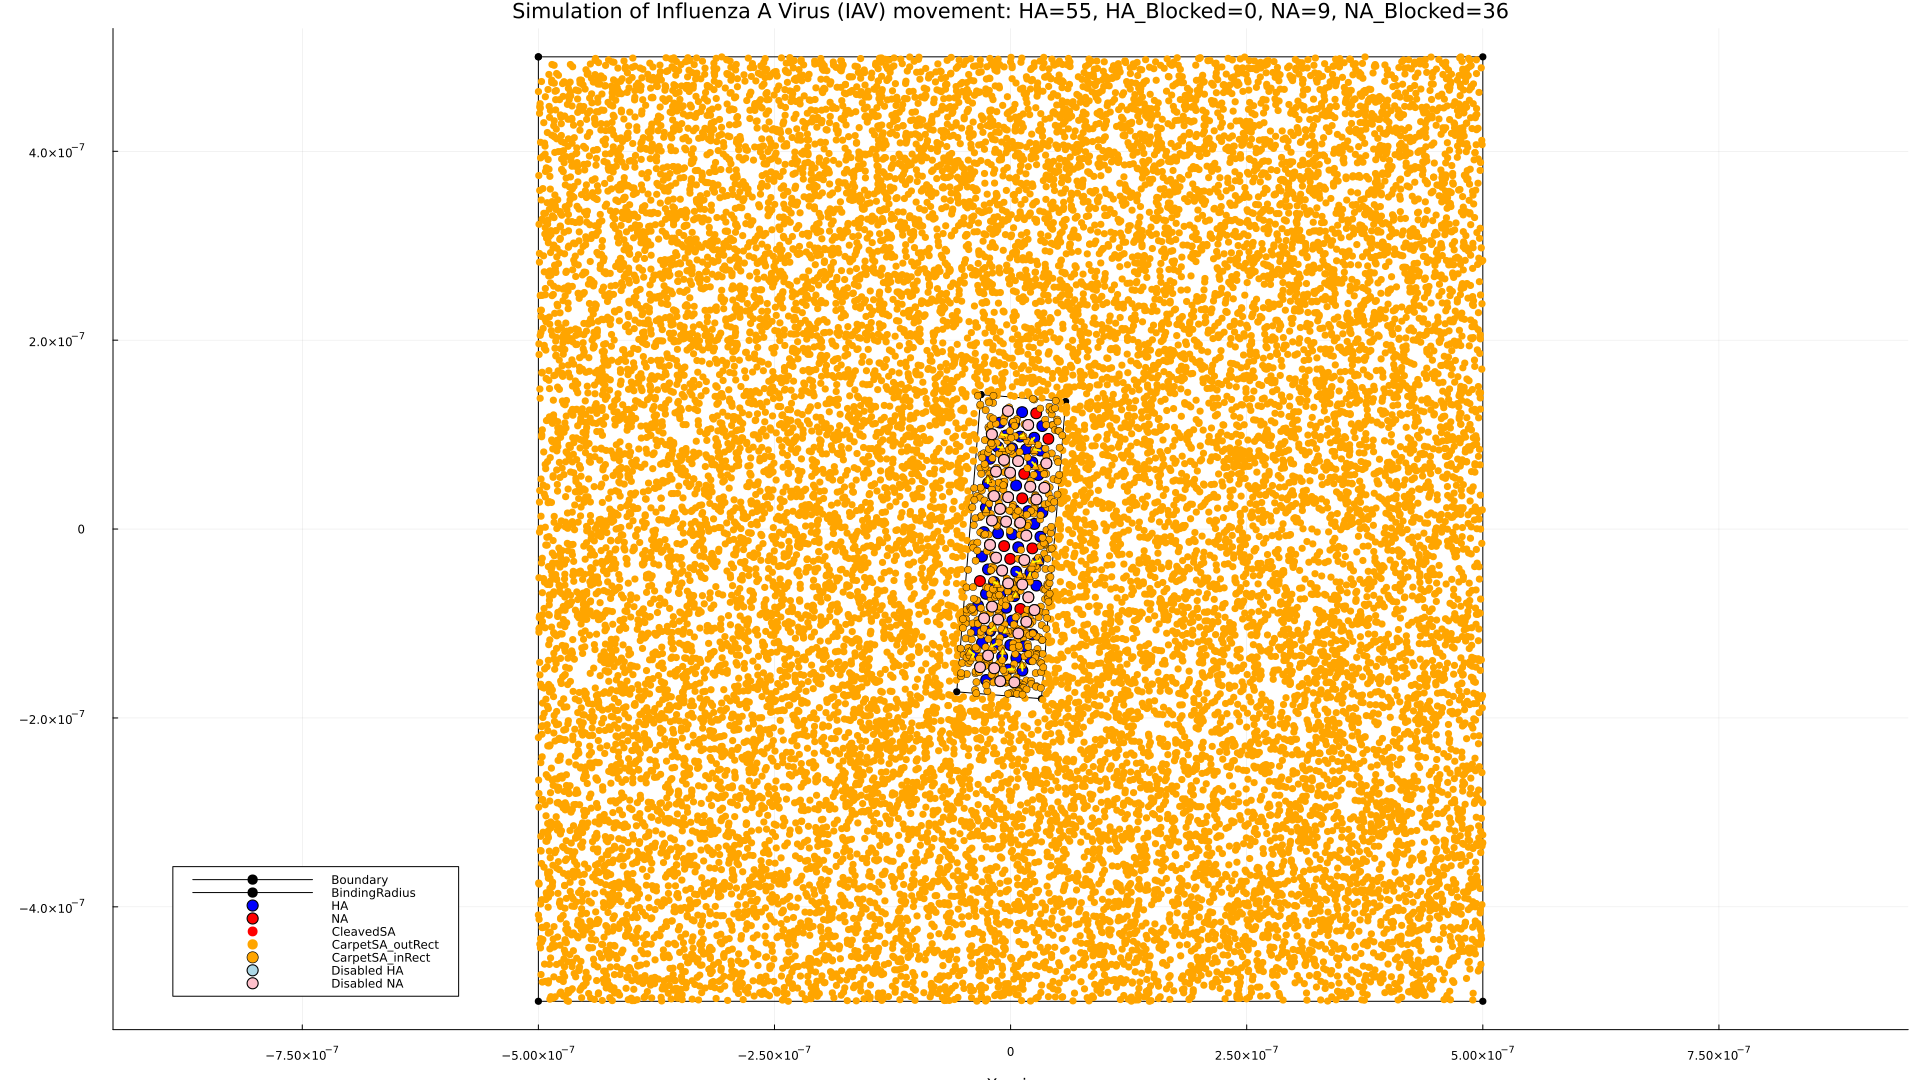 Simulation of Influenza A Virus (IAV) movement: HA=55, HA_Blocked=0, NA=9, NA_Blocked=36
4.0×10⁻⁷
2.0×10⁻⁷
0
−2.0×10⁻⁷
−4.0×10⁻⁷
Boundary
BindingRadius
HA
NA
CleavedSA
CarpetSA_outRect
CarpetSA_inRect
Disabled HA
Disabled NA
−7.50×10⁻⁷ −5.00×10⁻⁷ −2.50×10⁻⁷ 0 2.50×10⁻⁷ 5.00×10⁻⁷ 7.50×10⁻⁷